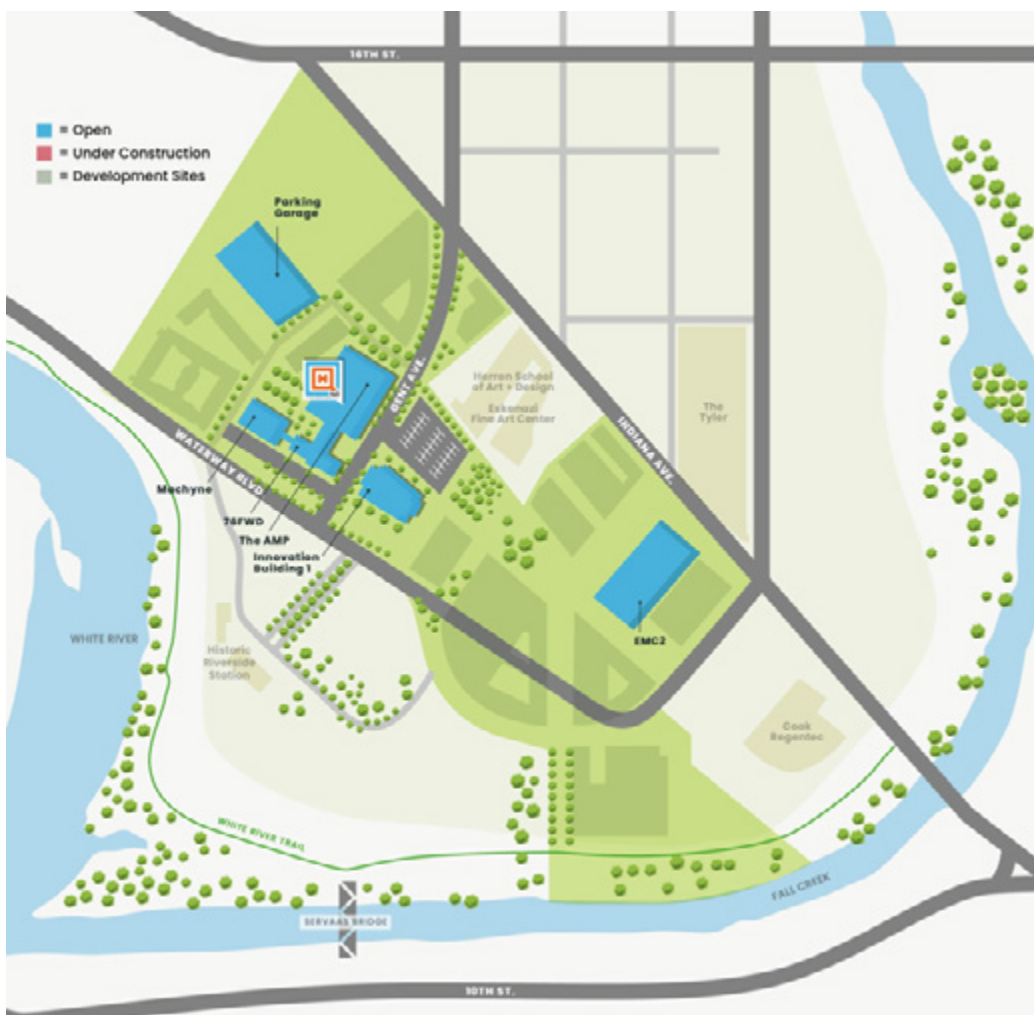 16TH ST.
= Open
= Under Construction
= Development Sites
Parking
Garage
H
GENT AVE.
Herron School
of Art + Design
Eskenazi
Fine Art Center
The
Tyler
INDIANA AVE.
WATERWAY BLVD
Machyne
16FWD
The AMP
Innovation
Building 1
EMC2
WHITE RIVER
Historic
Riverside
Station
Cook
Regentec
WHITE RIVER TRAIL
FALL CREEK
SERVAAS BRIDGE
10TH ST.